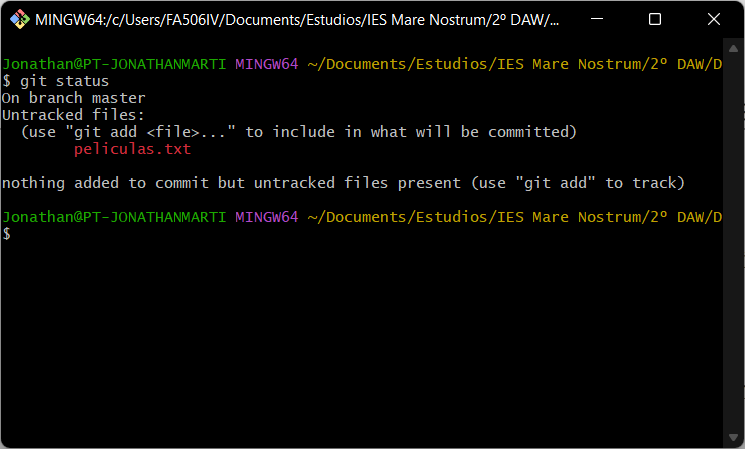 MINGW64:/c/Users/FA506IV/Documents/Estudios/IES Mare Nostrum/2º DAW/...
Jonathan@PT-JONATHANMARTI MINGW64 ~/Documents/Estudios/IES Mare Nostrum/2º DAW/D
$ git status
On branch master
Untracked files:
  (use "git add <file>..." to include in what will be committed)
        peliculas.txt
nothing added to commit but untracked files present (use "git add" to track)
Jonathan@PT-JONATHANMARTI MINGW64 ~/Documents/Estudios/IES Mare Nostrum/2º DAW/D
$